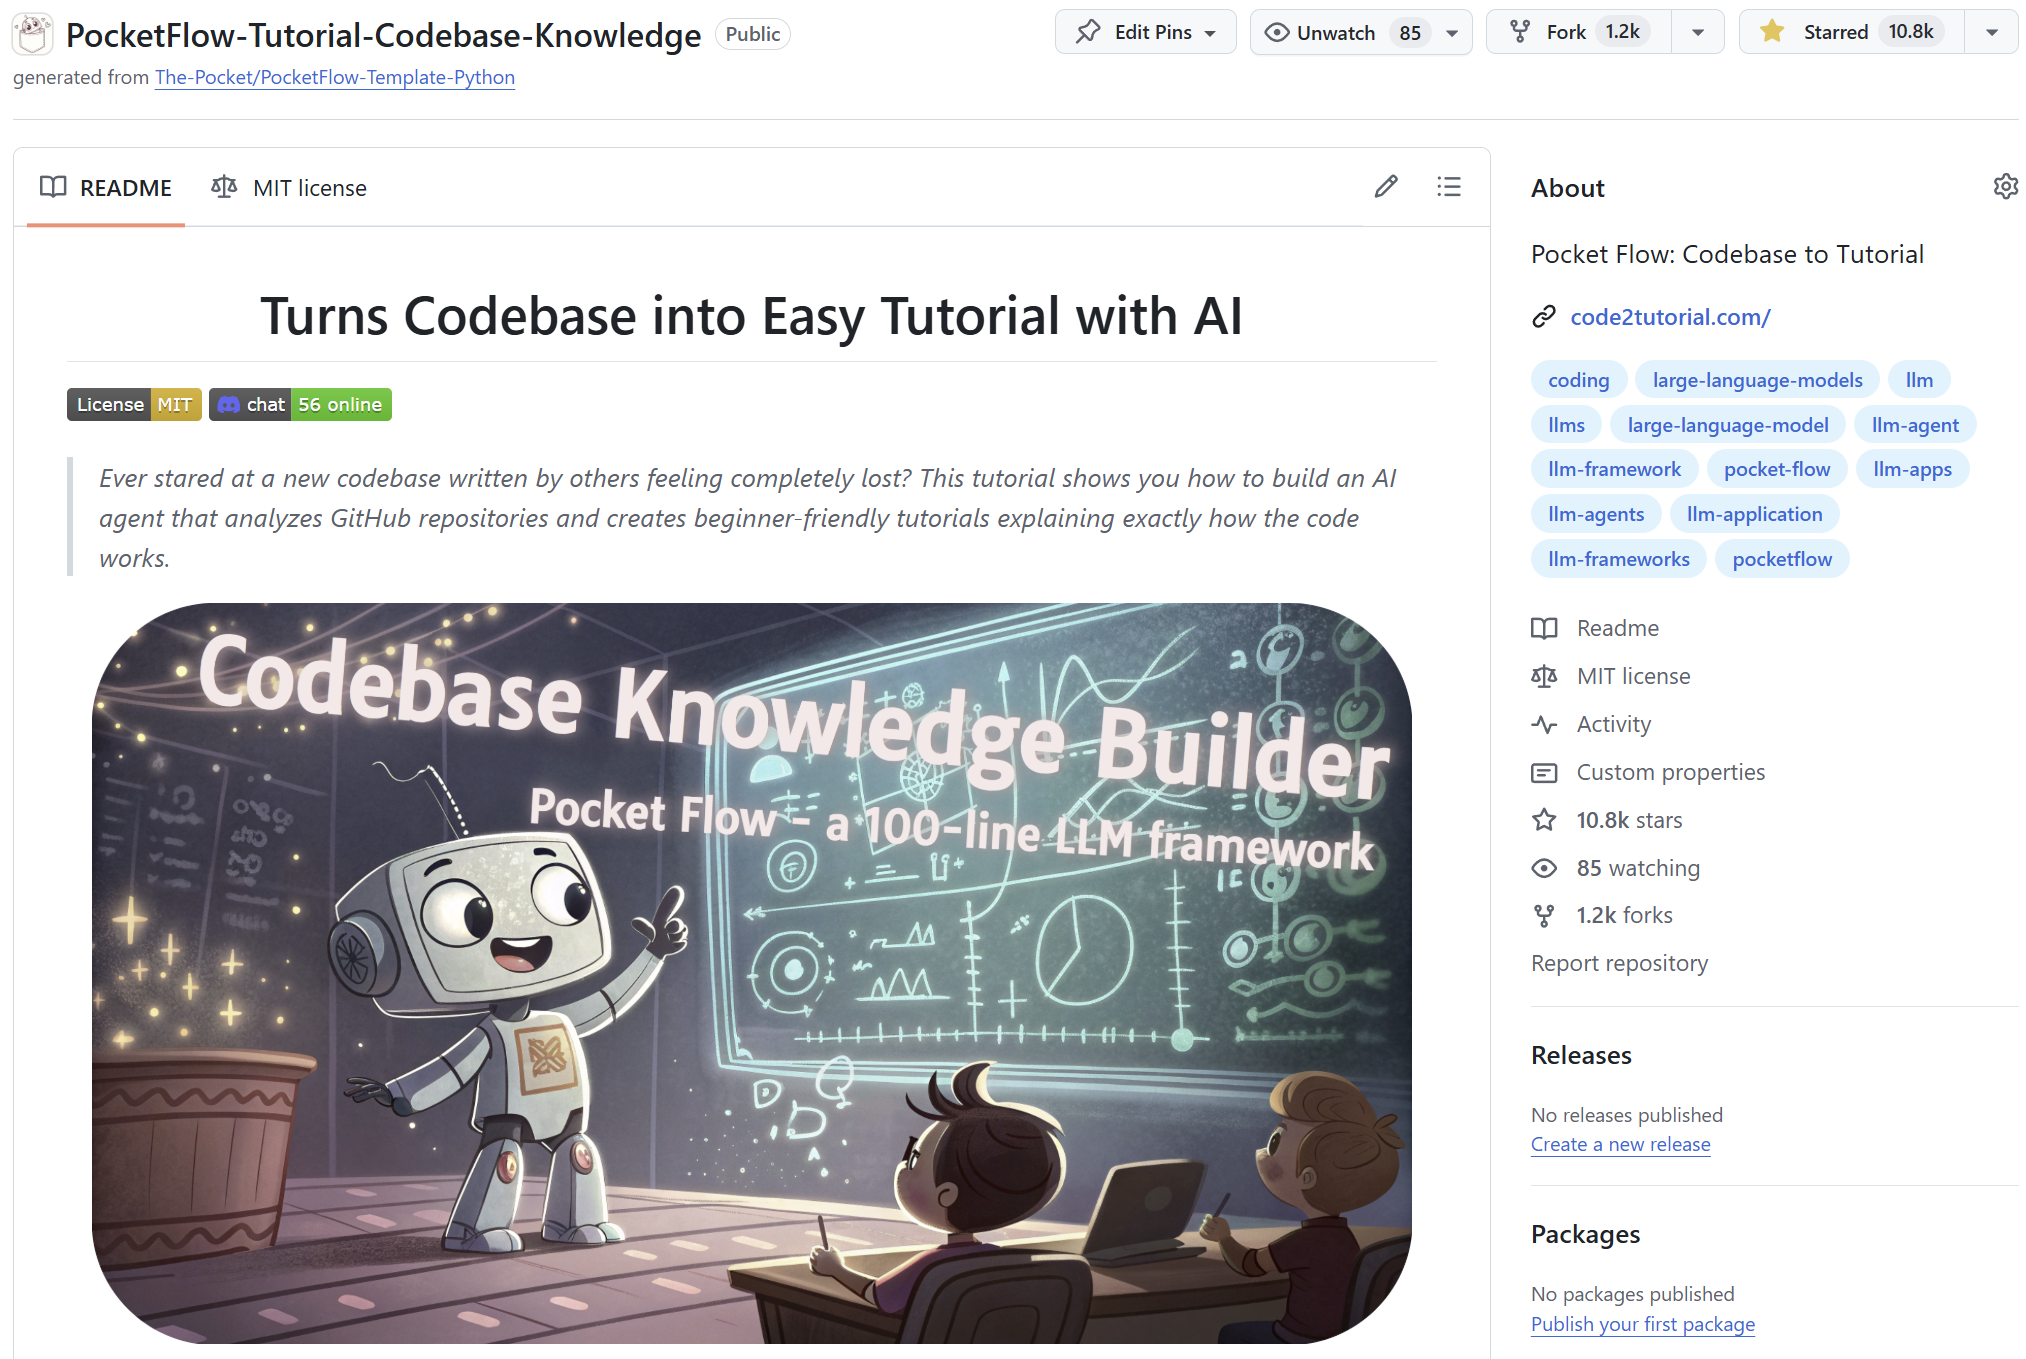 PocketFlow-Tutorial-Codebase-Knowledge Public
Edit Pins Unwatch 85 Fork 1.2k Starred 10.8k
generated from The-Pocket/PocketFlow-Template-Python
README MIT license
Turns Codebase into Easy Tutorial with AI
License MIT chat 56 online
Ever stared at a new codebase written by others feeling completely lost? This tutorial shows you how to build an AI
agent that analyzes GitHub repositories and creates beginner-friendly tutorials explaining exactly how the code
works.
Codebase Knowledge Builder
Pocket Flow - a 100-line LLM framework
About
Pocket Flow: Codebase to Tutorial
code2tutorial.com/
coding large-language-models llm
llms large-language-model llm-agent
llm-framework pocket-flow llm-apps
llm-agents llm-application
llm-frameworks pocketflow
Readme
MIT license
Activity
Custom properties
10.8k stars
85 watching
1.2k forks
Report repository
Releases
No releases published
Create a new release
Packages
No packages published
Publish your first package